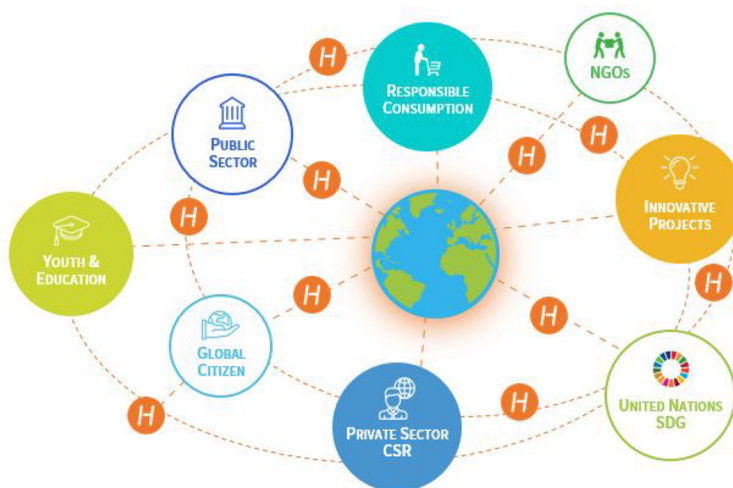 H
RESPONSIBLE
CONSUMPTION
NGOs
PUBLIC
SECTOR
H
H
H
INNOVATIVE
PROJECTS
H
YOUTH &
EDUCATION
H
H
H
GLOBAL
CITIZEN
H
PRIVATE SECTOR
CSR
H
UNITED NATIONS
SDG